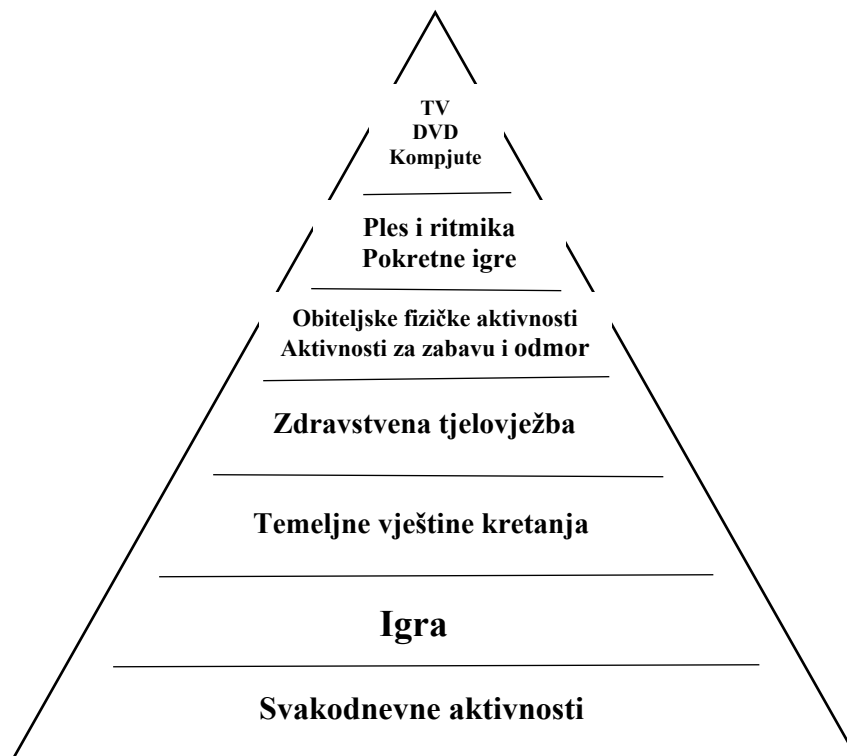 TV
DVD
Kompjute
Ples i ritmika
Pokretne igre
Obiteljske fizičke aktivnosti
Aktivnosti za zabavu i odmor
Zdravstvena tjelovježba
Temeljne vještine kretanja
Igra
Svakodnevne aktivnosti